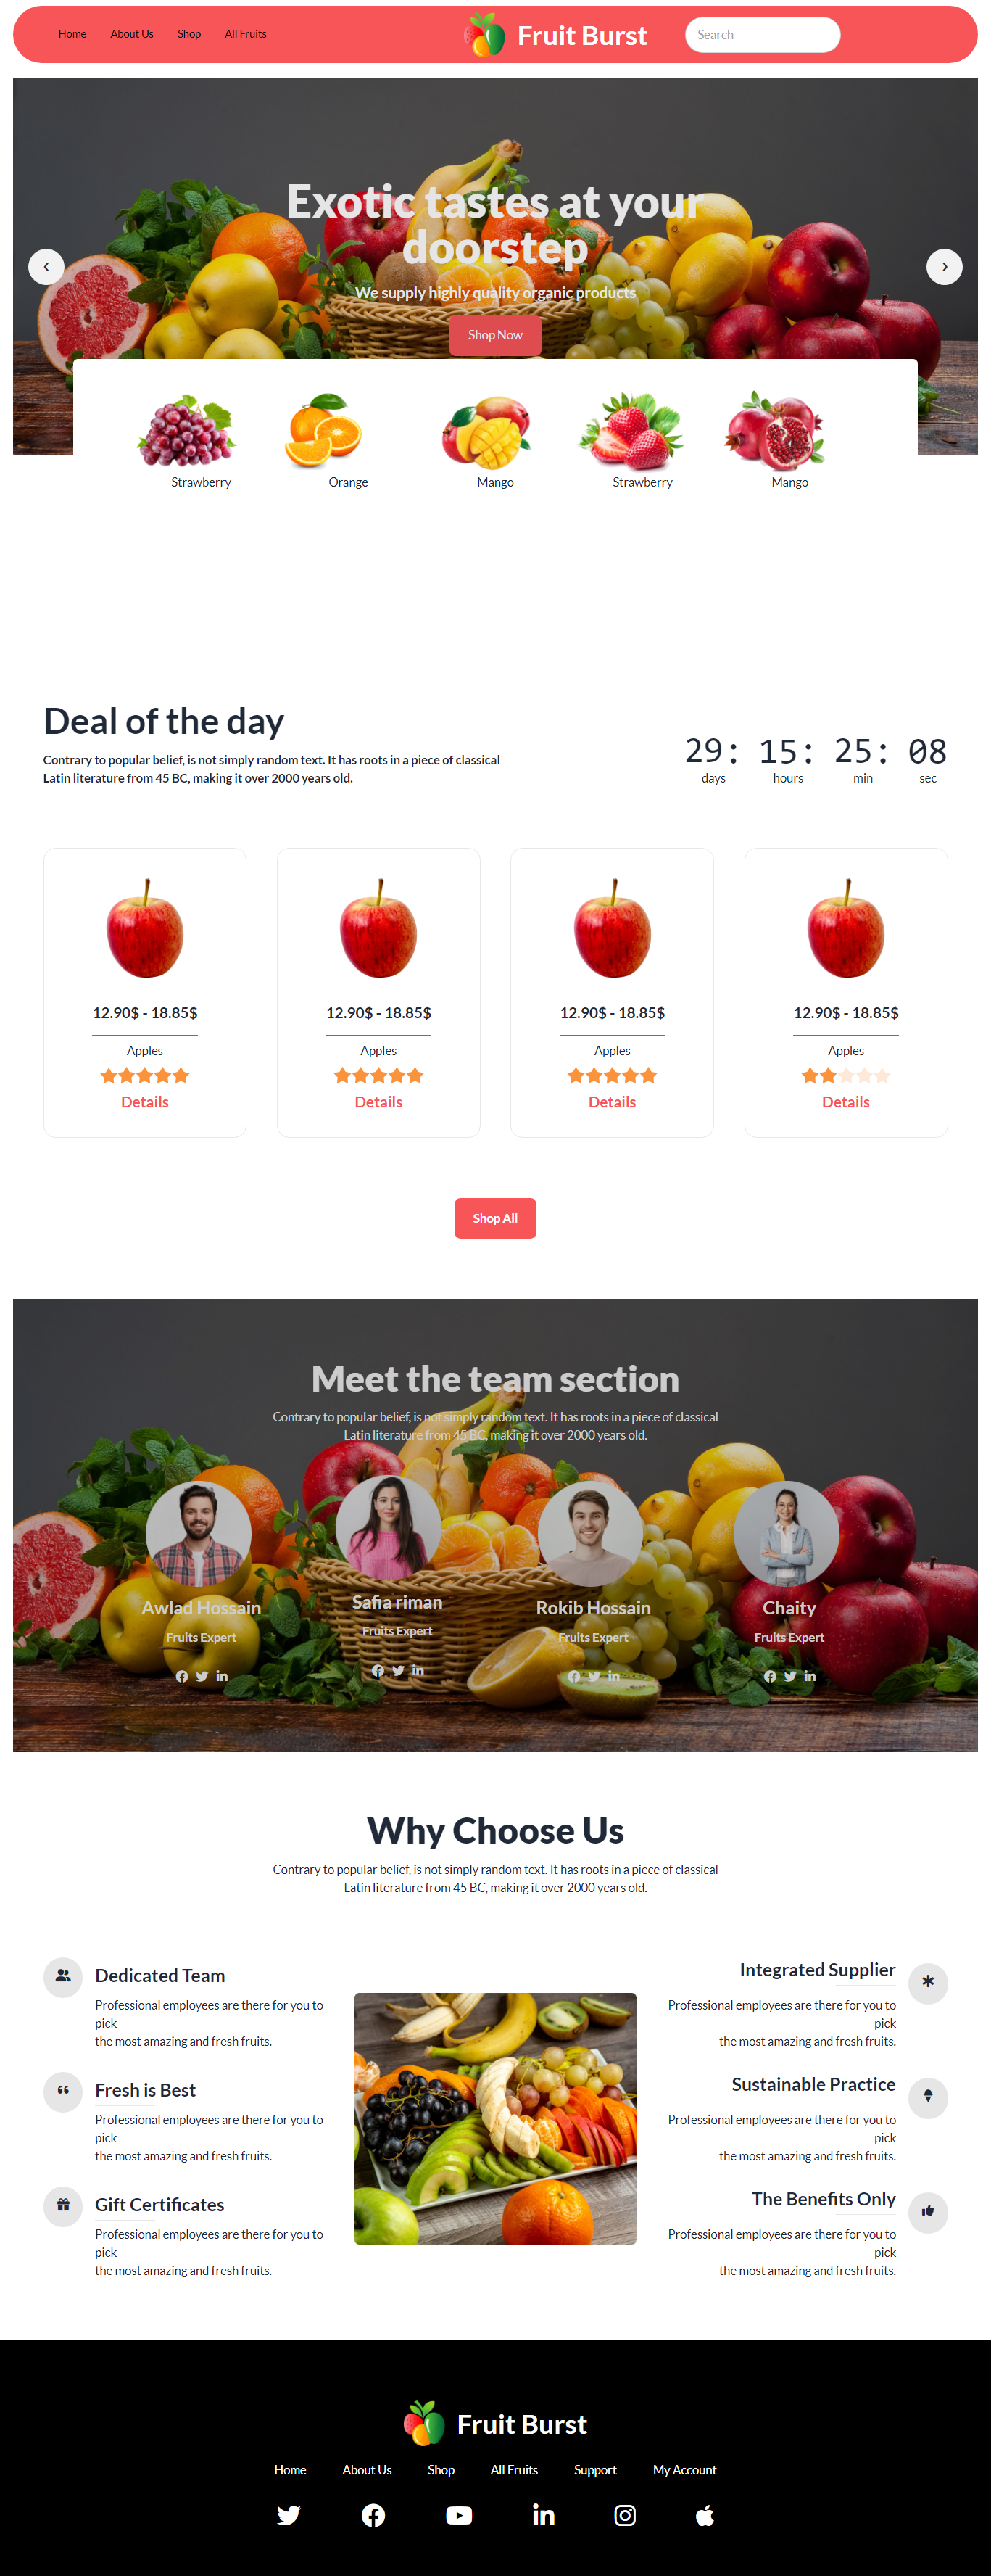 Home About Us Shop All Fruits Fruit Burst Search
Exotic tastes at your
doorstep
We supply highly quality organic products
Shop Now
Strawberry Orange Mango Strawberry Mango
Deal of the day
Contrary to popular belief, is not simply random text. It has roots in a piece of classical
Latin literature from 45 BC, making it over 2000 years old.
29: 15: 25: 08
days hours min sec
12.90$ - 18.85$ 12.90$ - 18.85$ 12.90$ - 18.85$ 12.90$ - 18.85$
Apples Apples Apples Apples
Details Details Details Details
Shop All
Meet the team section
Contrary to popular belief, is not simply random text. It has roots in a piece of classical
Latin literature from 45 BC, making it over 2000 years old.
Awlad Hossain Safia riman Rokib Hossain Chaity
Fruits Expert Fruits Expert Fruits Expert Fruits Expert
Why Choose Us
Contrary to popular belief, is not simply random text. It has roots in a piece of classical
Latin literature from 45 BC, making it over 2000 years old.
Dedicated Team
Professional employees are there for you to
pick
the most amazing and fresh fruits.
Fresh is Best
Professional employees are there for you to
pick
the most amazing and fresh fruits.
Gift Certificates
Professional employees are there for you to
pick
the most amazing and fresh fruits.
Integrated Supplier
Professional employees are there for you to
pick
the most amazing and fresh fruits.
Sustainable Practice
Professional employees are there for you to
pick
the most amazing and fresh fruits.
The Benefits Only
Professional employees are there for you to
pick
the most amazing and fresh fruits.
Fruit Burst
Home About Us Shop All Fruits Support My Account